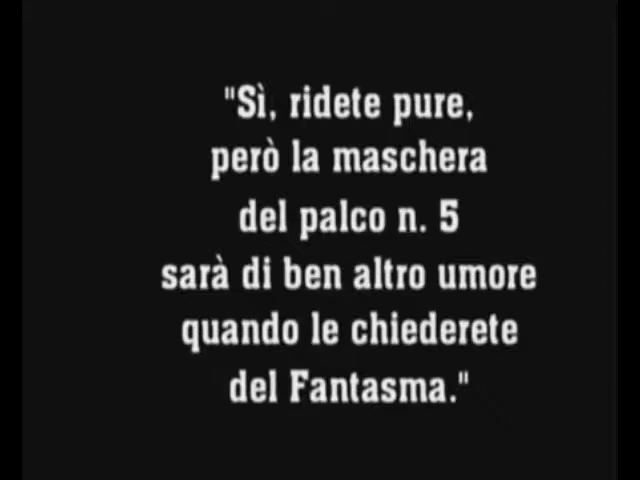 "Sì, ridete pure,
però la maschera
del palco n. 5
sarà di ben altro umore
quando le chiederete
del Fantasma."